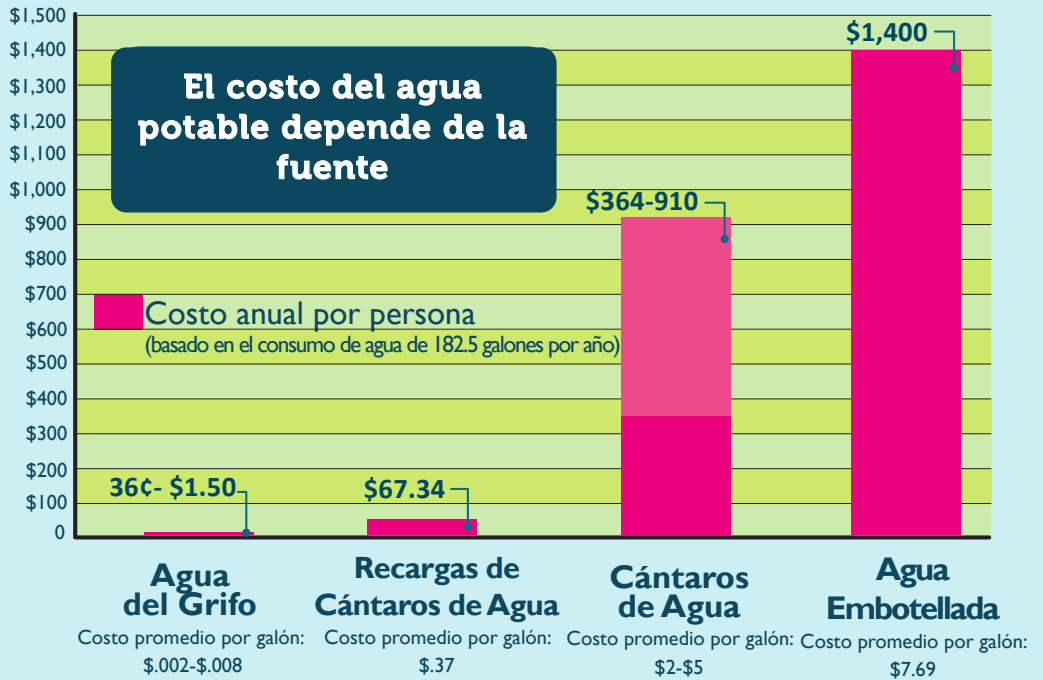 $1,500
$1,400
$1,300
$1,200
$1,100
$1,000
$900
$800
$700
$600
$500
$400
$300
$200
$100
0
El costo del agua
potable depende de la
fuente
Costo anual por persona
(basado en el consumo de agua de 182.5 galones por año)
36¢- $1.50
$67.34
$364-910
$1,400
Agua
del Grifo
Costo promedio por galón:
$.002-$.008
Recargas de
Cántaros de Agua
Costo promedio por galón:
$.37
Cántaros
de Agua
Costo promedio por galón:
$2-$5
Agua
Embotellada
Costo promedio por galón:
$7.69